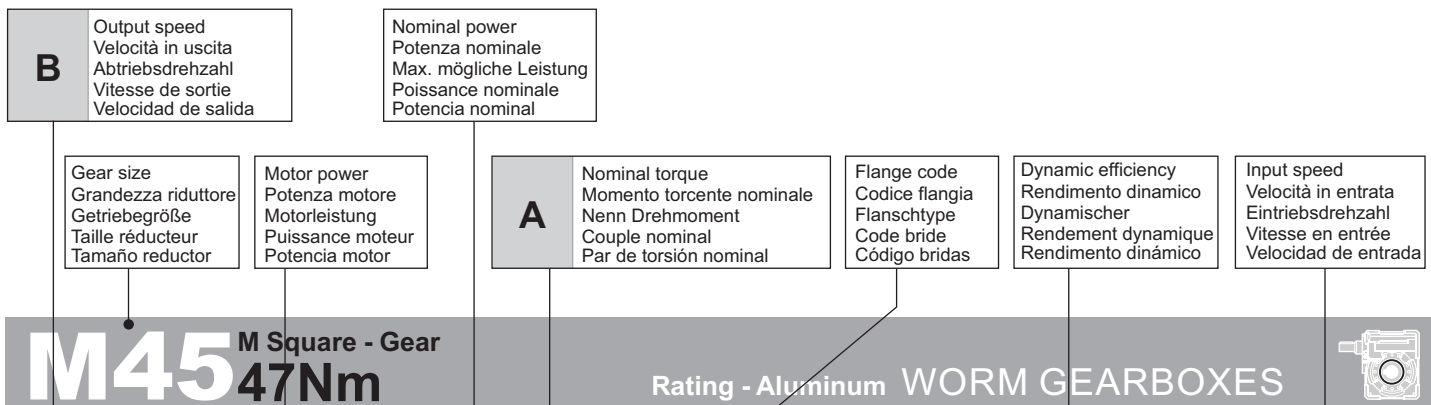 B
Output speed
Velocità in uscita
Abtriebsdrehzahl
Vitesse de sortie
Velocidad de salida
Nominal power
Potenza nominale
Max. mögliche Leistung
Poissance nominale
Potencia nominal
Gear size
Grandezza riduttore
Getriebegröße
Taille réducteur
Tamaño reductor
Motor power
Potenza motore
Motorleistung
Puissance moteur
Potencia motor
A
Nominal torque
Momento torcente nominale
Nenn Drehmoment
Couple nominal
Par de torsión nominal
Flange code
Codice flangia
Flanschtype
Code bride
Código bridas
Dynamic efficiency
Rendimento dinamico
Dynamischer
Rendement dynamique
Rendimento dinámico
Input speed
Velocità in entrata
Eintriebsdrehzahl
Vitesse en entrée
Velocidad de entrada
M45
M Square - Gear
47Nm
Rating - Aluminum WORM GEARBOXES